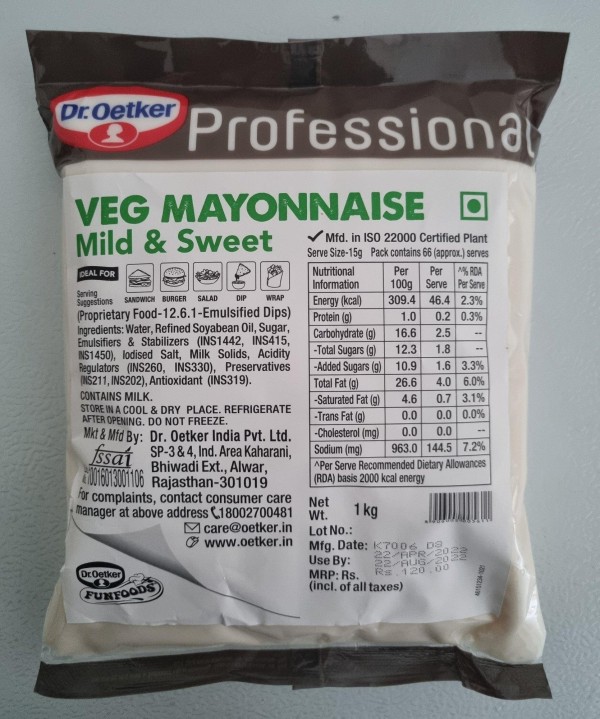 Dr. Oetker
Professional
VEG MAYONNAISE
Mild & Sweet
✓ Mfd. in ISO 22000 Certified Plant
Serve Size-15g Pack contains 66 (approx.) serves
IDEAL FOR
Serving
Suggestions
SANDWICH BURGER SALAD DIP WRAP
(Proprietary Food-12.6.1-Emulsified Dips)
Ingredients: Water, Refined Soyabean Oil, Sugar,
Emulsifiers & Stabilizers (INS1442, INS415,
INS1450), Iodised Salt, Milk Solids, Acidity
Regulators (INS260, INS330), Preservatives
(INS211, INS202), Antioxidant (INS319).
CONTAINS MILK.
STORE IN A COOL & DRY PLACE. REFRIGERATE
AFTER OPENING. DO NOT FREEZE.
Mkt & Mfd By: Dr. Oetker India Pvt. Ltd.
SP-3 & 4, Ind. Area Kaharani,
Bhiwadi Ext., Alwar,
Rajasthan-301019
fssai
10016013001106
For complaints, contact consumer care
manager at above address 18002700481
care@oetker.in
www.oetker.in
Dr. Oetker
FUNFOODS
Nutritional Information Per 100g Per Serve ^% RDA Per Serve
Energy (kcal) 309.4 46.4 2.3%
Protein (g) 1.0 0.2 0.3%
Carbohydrate (g) 16.6 2.5 --
-Total Sugars (g) 12.3 1.8 --
-Added Sugars (g) 10.9 1.6 3.3%
Total Fat (g) 26.6 4.0 6.0%
-Saturated Fat (g) 4.6 0.7 3.1%
-Trans Fat (g) 0.0 0.0 0.0%
-Cholesterol (mg) 0.0 0.0 --
Sodium (mg) 963.0 144.5 7.2%
^Per Serve Recommended Dietary Allowances
(RDA) basis 2000 kcal energy
Net
Wt. 1 kg
Lot No.:
Mfg. Date: K7006 D8
Use By: 22/APR/
22/AUG/
MRP: Rs. Rs 120.00
(incl. of all taxes)